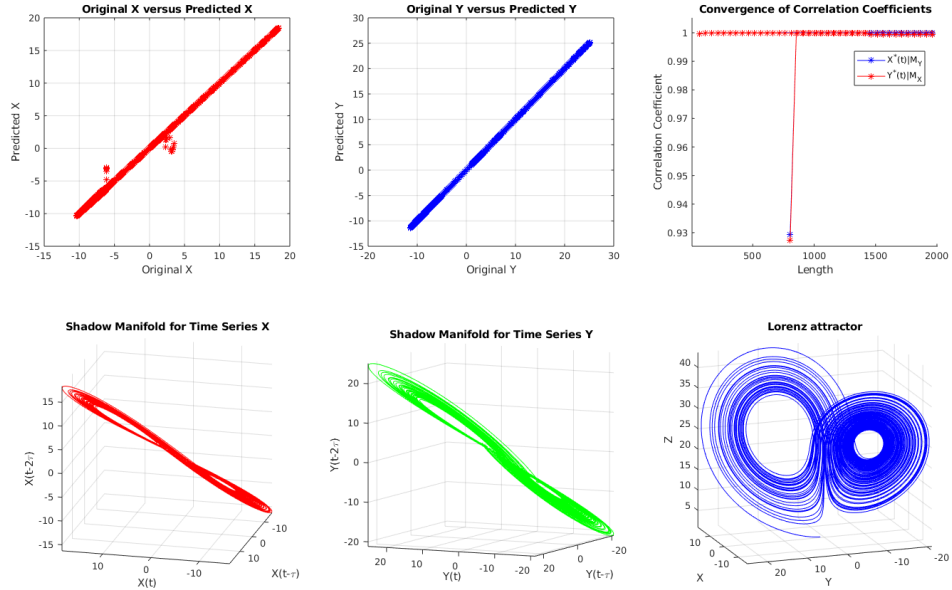 Original X versus Predicted X
20
15
10
5
0
-5
-10
-15
-15 -10 -5 0 5 10 15 20
Predicted X
Original X
Original Y versus Predicted Y
30
25
20
15
10
5
0
-5
-10
-15
-20 -10 0 10 20 30
Predicted Y
Original Y
Convergence of Correlation Coefficients
1
0.99
0.98
0.97
0.96
0.95
0.94
0.93
500 1000 1500 2000
Correlation Coefficient
Length
X*(t)|M_Y
Y*(t)|M_X
Shadow Manifold for Time Series X
15
10
5
0
-5
-10
-15
10 0 -10
-10
0
10
X(t-2τ)
X(t)
X(t-τ)
Shadow Manifold for Time Series Y
20
10
0
-10
-20
20 10 0 -10 -20
-20
0
20
Y(t-2τ)
Y(t)
Y(t-τ)
Lorenz attractor
40
35
30
25
20
15
10
5
-10
0
10
20 10 0 -10 -20
Z
X
Y